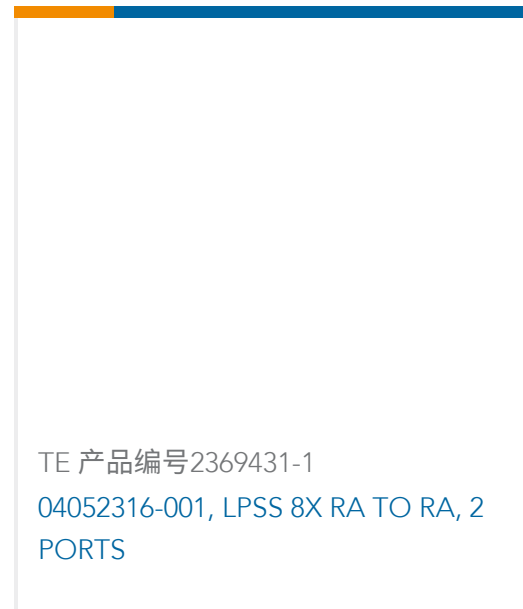 TE 产品编号2369431-1
04052316-001, LPSS 8X RA TO RA, 2
PORTS